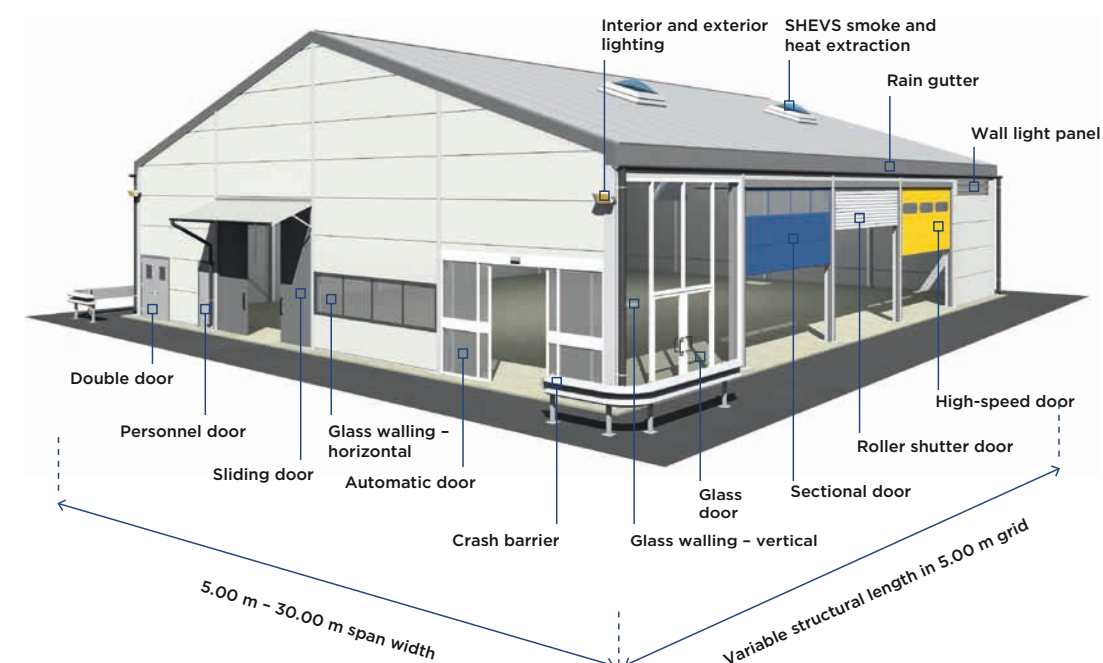 Interior and exterior
lighting
SHEVS smoke and
heat extraction
Rain gutter
Wall light panel
Double door
Personnel door
Sliding door
Glass walling –
horizontal
Automatic door
Crash barrier
Glass walling – vertical
Glass
door
Sectional door
Roller shutter door
High-speed door
5.00 m – 30.00 m span width
Variable structural length in 5.00 m grid